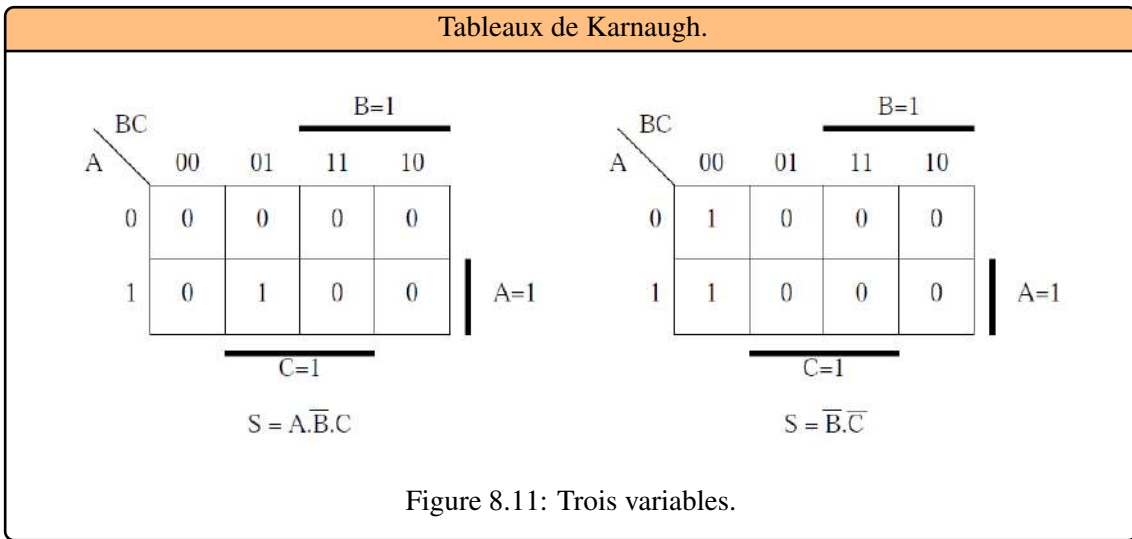 Tableaux de Karnaugh.
B=1
BC
A 00 01 11 10
0 0 0 0 0
1 0 1 0 0 A=1
C=1
S = A.B̅.C
B=1
BC
A 00 01 11 10
0 1 0 0 0
1 1 0 0 0 A=1
C=1
S = B̅.C̅
Figure 8.11: Trois variables.